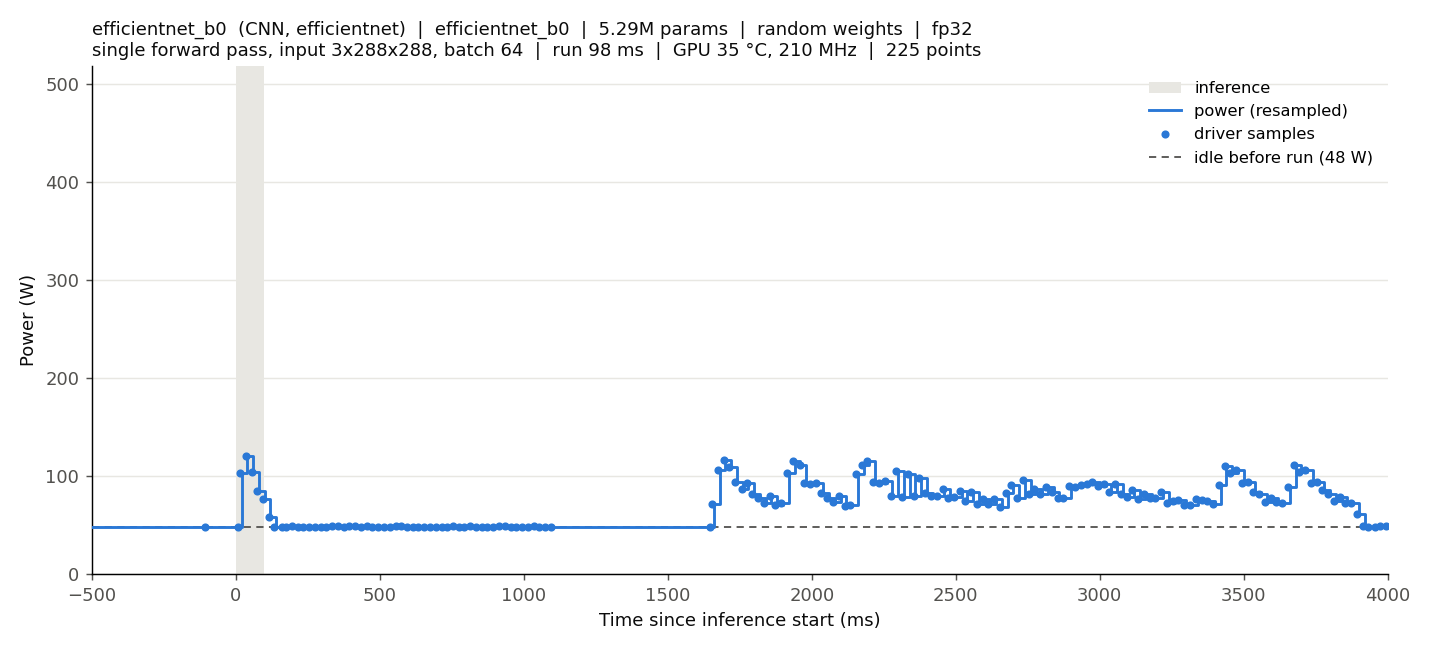 efficientnet_b0 (CNN, efficientnet) | efficientnet_b0 | 5.29M params | random weights | fp32
single forward pass, input 3x288x288, batch 64 | run 98 ms | GPU 35 °C, 210 MHz | 225 points
500
400
300
200
100
0
Power (W)
inference
power (resampled)
driver samples
idle before run (48 W)
−500
0
500
1000
1500
2000
2500
3000
3500
4000
Time since inference start (ms)